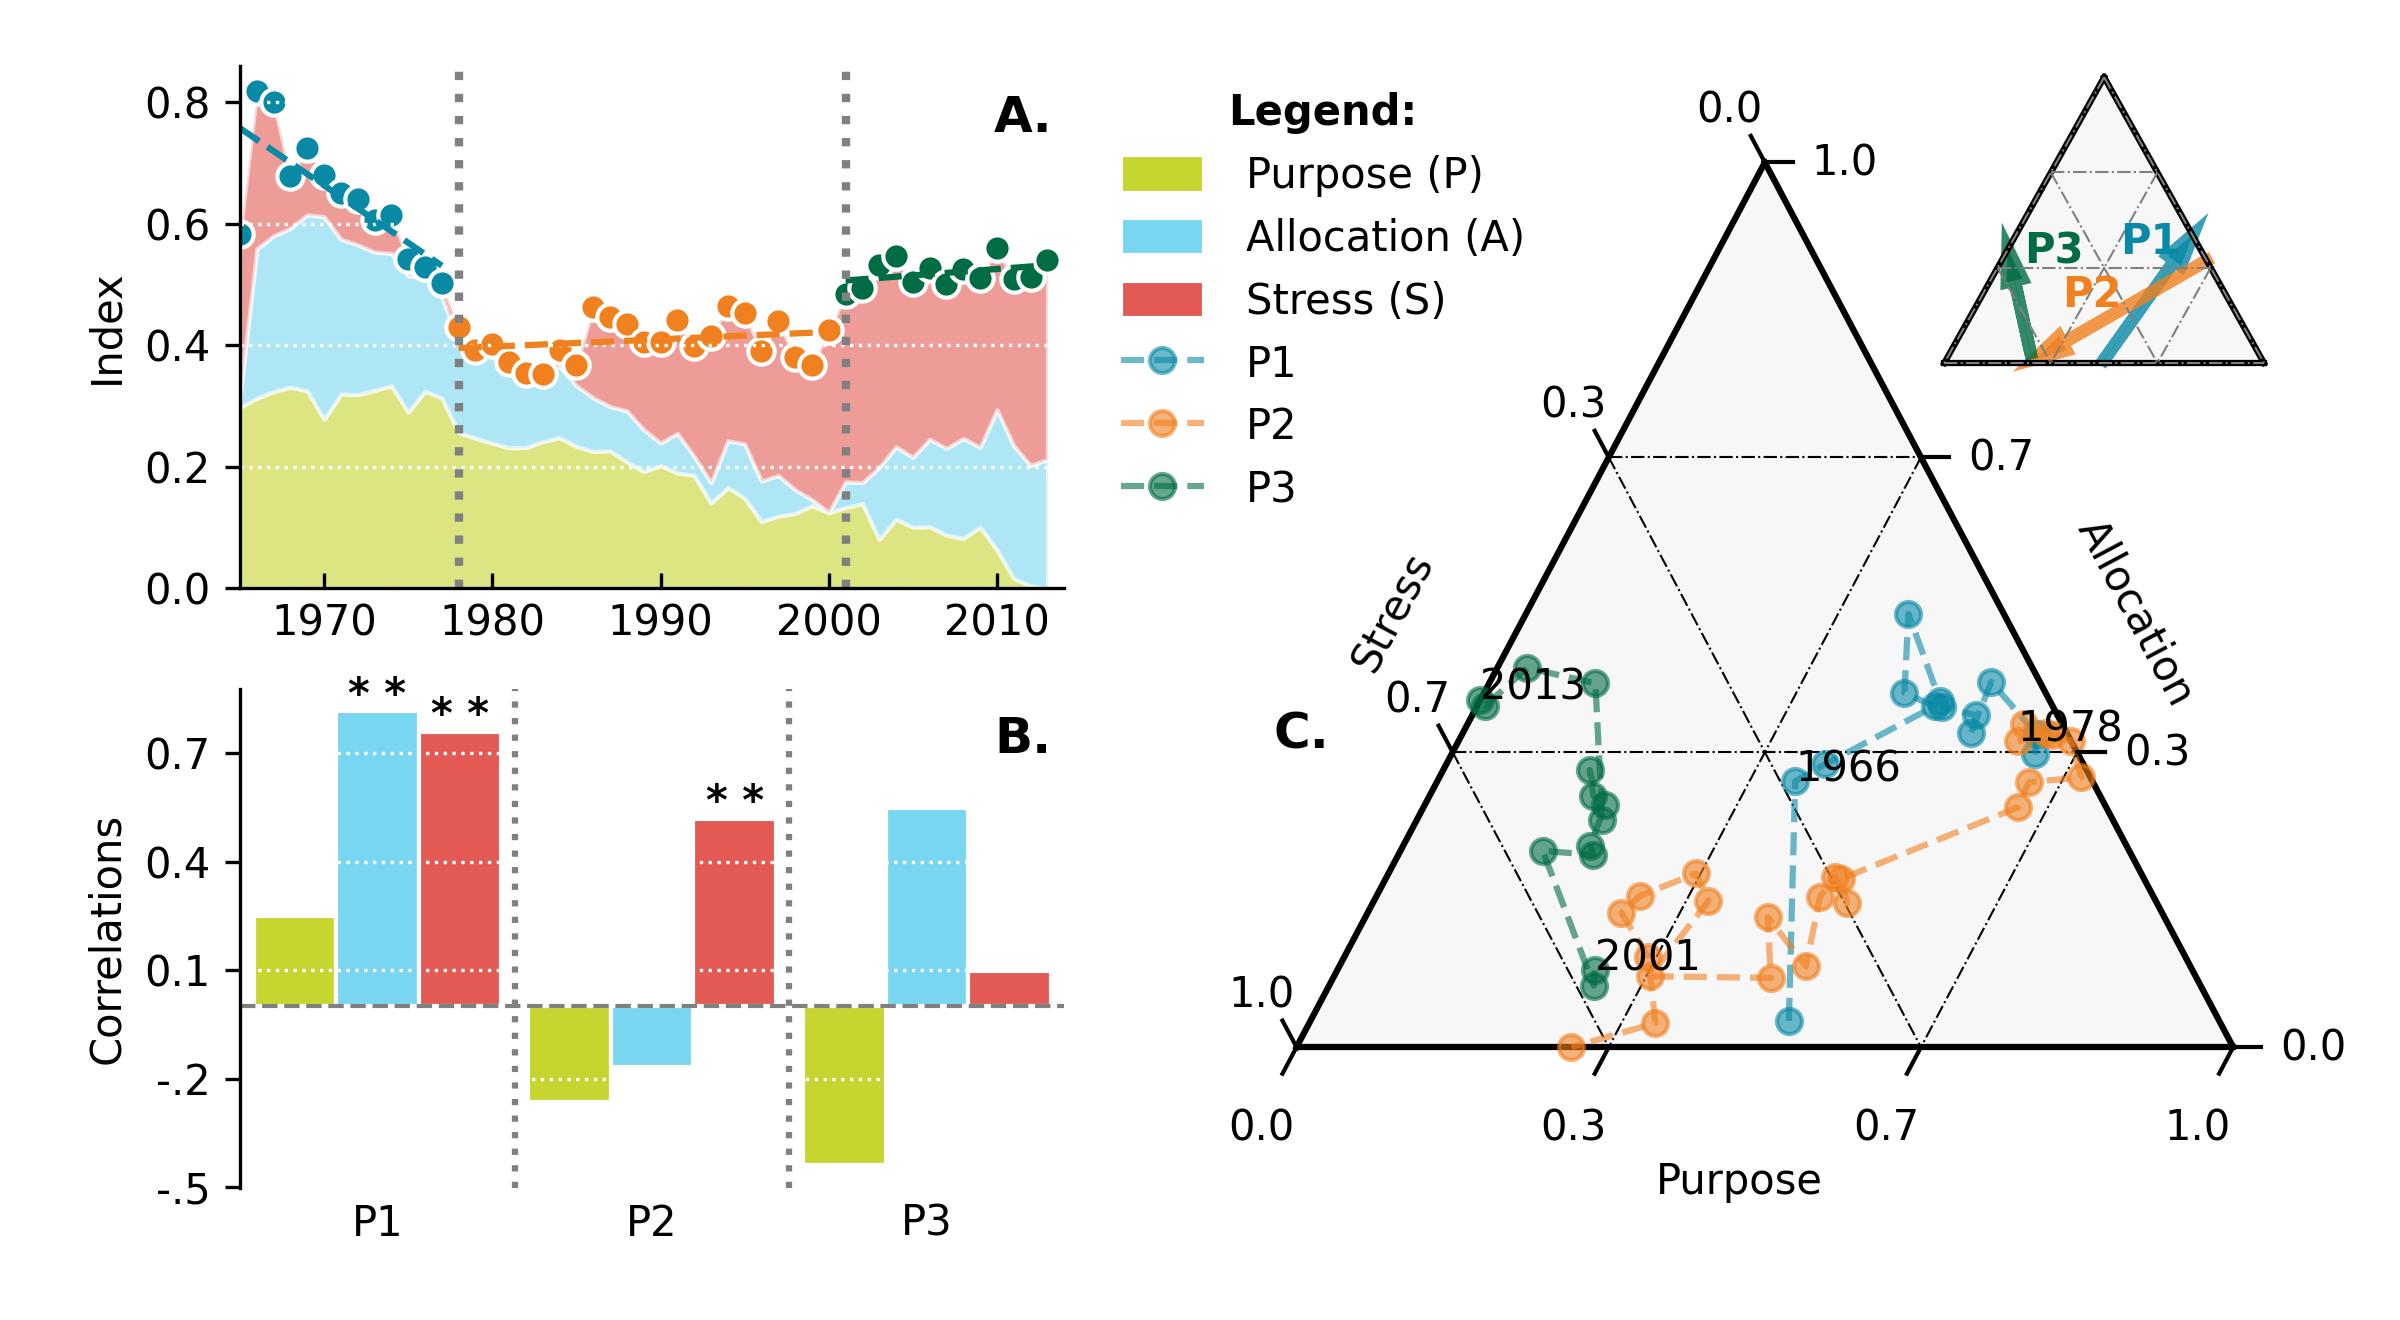 A.
Index
0.8
0.6
0.4
0.2
0.0
1970 1980 1990 2000 2010
Legend:
Purpose (P)
Allocation (A)
Stress (S)
P1
P2
P3
B.
Correlations
0.7
0.4
0.1
-.2
-.5
* *
* *
* *
P1 P2 P3
C.
0.0
1.0
0.3
0.7
0.7
0.3
1.0
0.0
Stress
Allocation
2013
1978
1966
2001
0.0 0.3 0.7 1.0
Purpose
P3
P1
P2